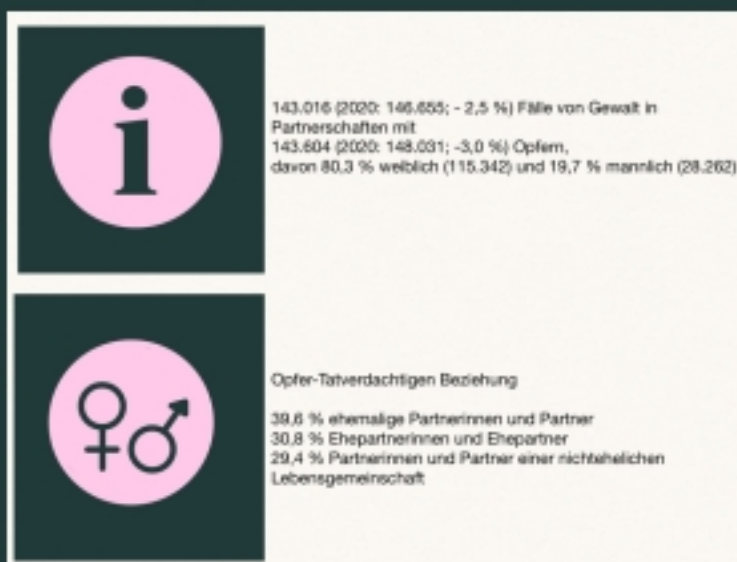 143.016 (2020: 146.655; - 2,5 %) Fälle von Gewalt in
Partnerschaften mit
143.604 (2020: 148.031; -3,0 %) Opfern,
davon 80,3 % weiblich (115.342) und 19,7 % mannlich (28.262)
Opfer-Tatverdachtigen Beziehung
39,6 % ehemalige Partnerinnen und Partner
30,8 % Ehepartnerinnen und Ehepartner
29,4 % Partnerinnen und Partner einer nichtehelichen
Lebensgemeinschaft